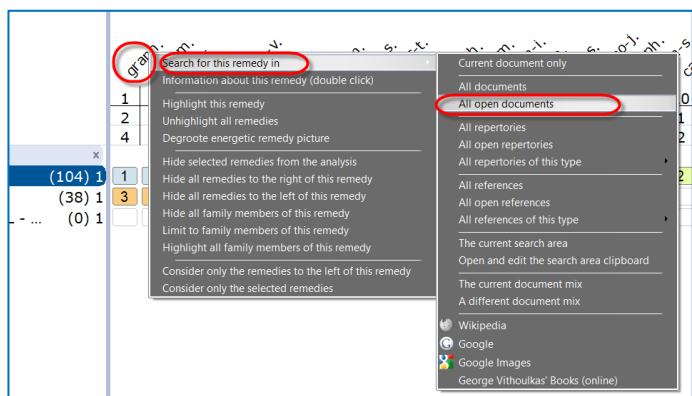 graph.
Search for this remedy in
Information about this remedy (double click)
Highlight this remedy
Unhighlight all remedies
Degroote energetic remedy picture
Hide selected remedies from the analysis
Hide all remedies to the right of this remedy
Hide all remedies to the left of this remedy
Hide all family members of this remedy
Limit to family members of this remedy
Highlight all family members of this remedy
Consider only the remedies to the left of this remedy
Consider only the selected remedies
Current document only
All documents
All open documents
All repertories
All open repertories
All repertories of this type
All references
All open references
All references of this type
The current search area
Open and edit the search area clipboard
The current document mix
A different document mix
Wikipedia
Google
Google Images
George Vithoulkas' Books (online)
1
2
4
x
(104) 1 1
(38) 1 3
L - ... (0) 1